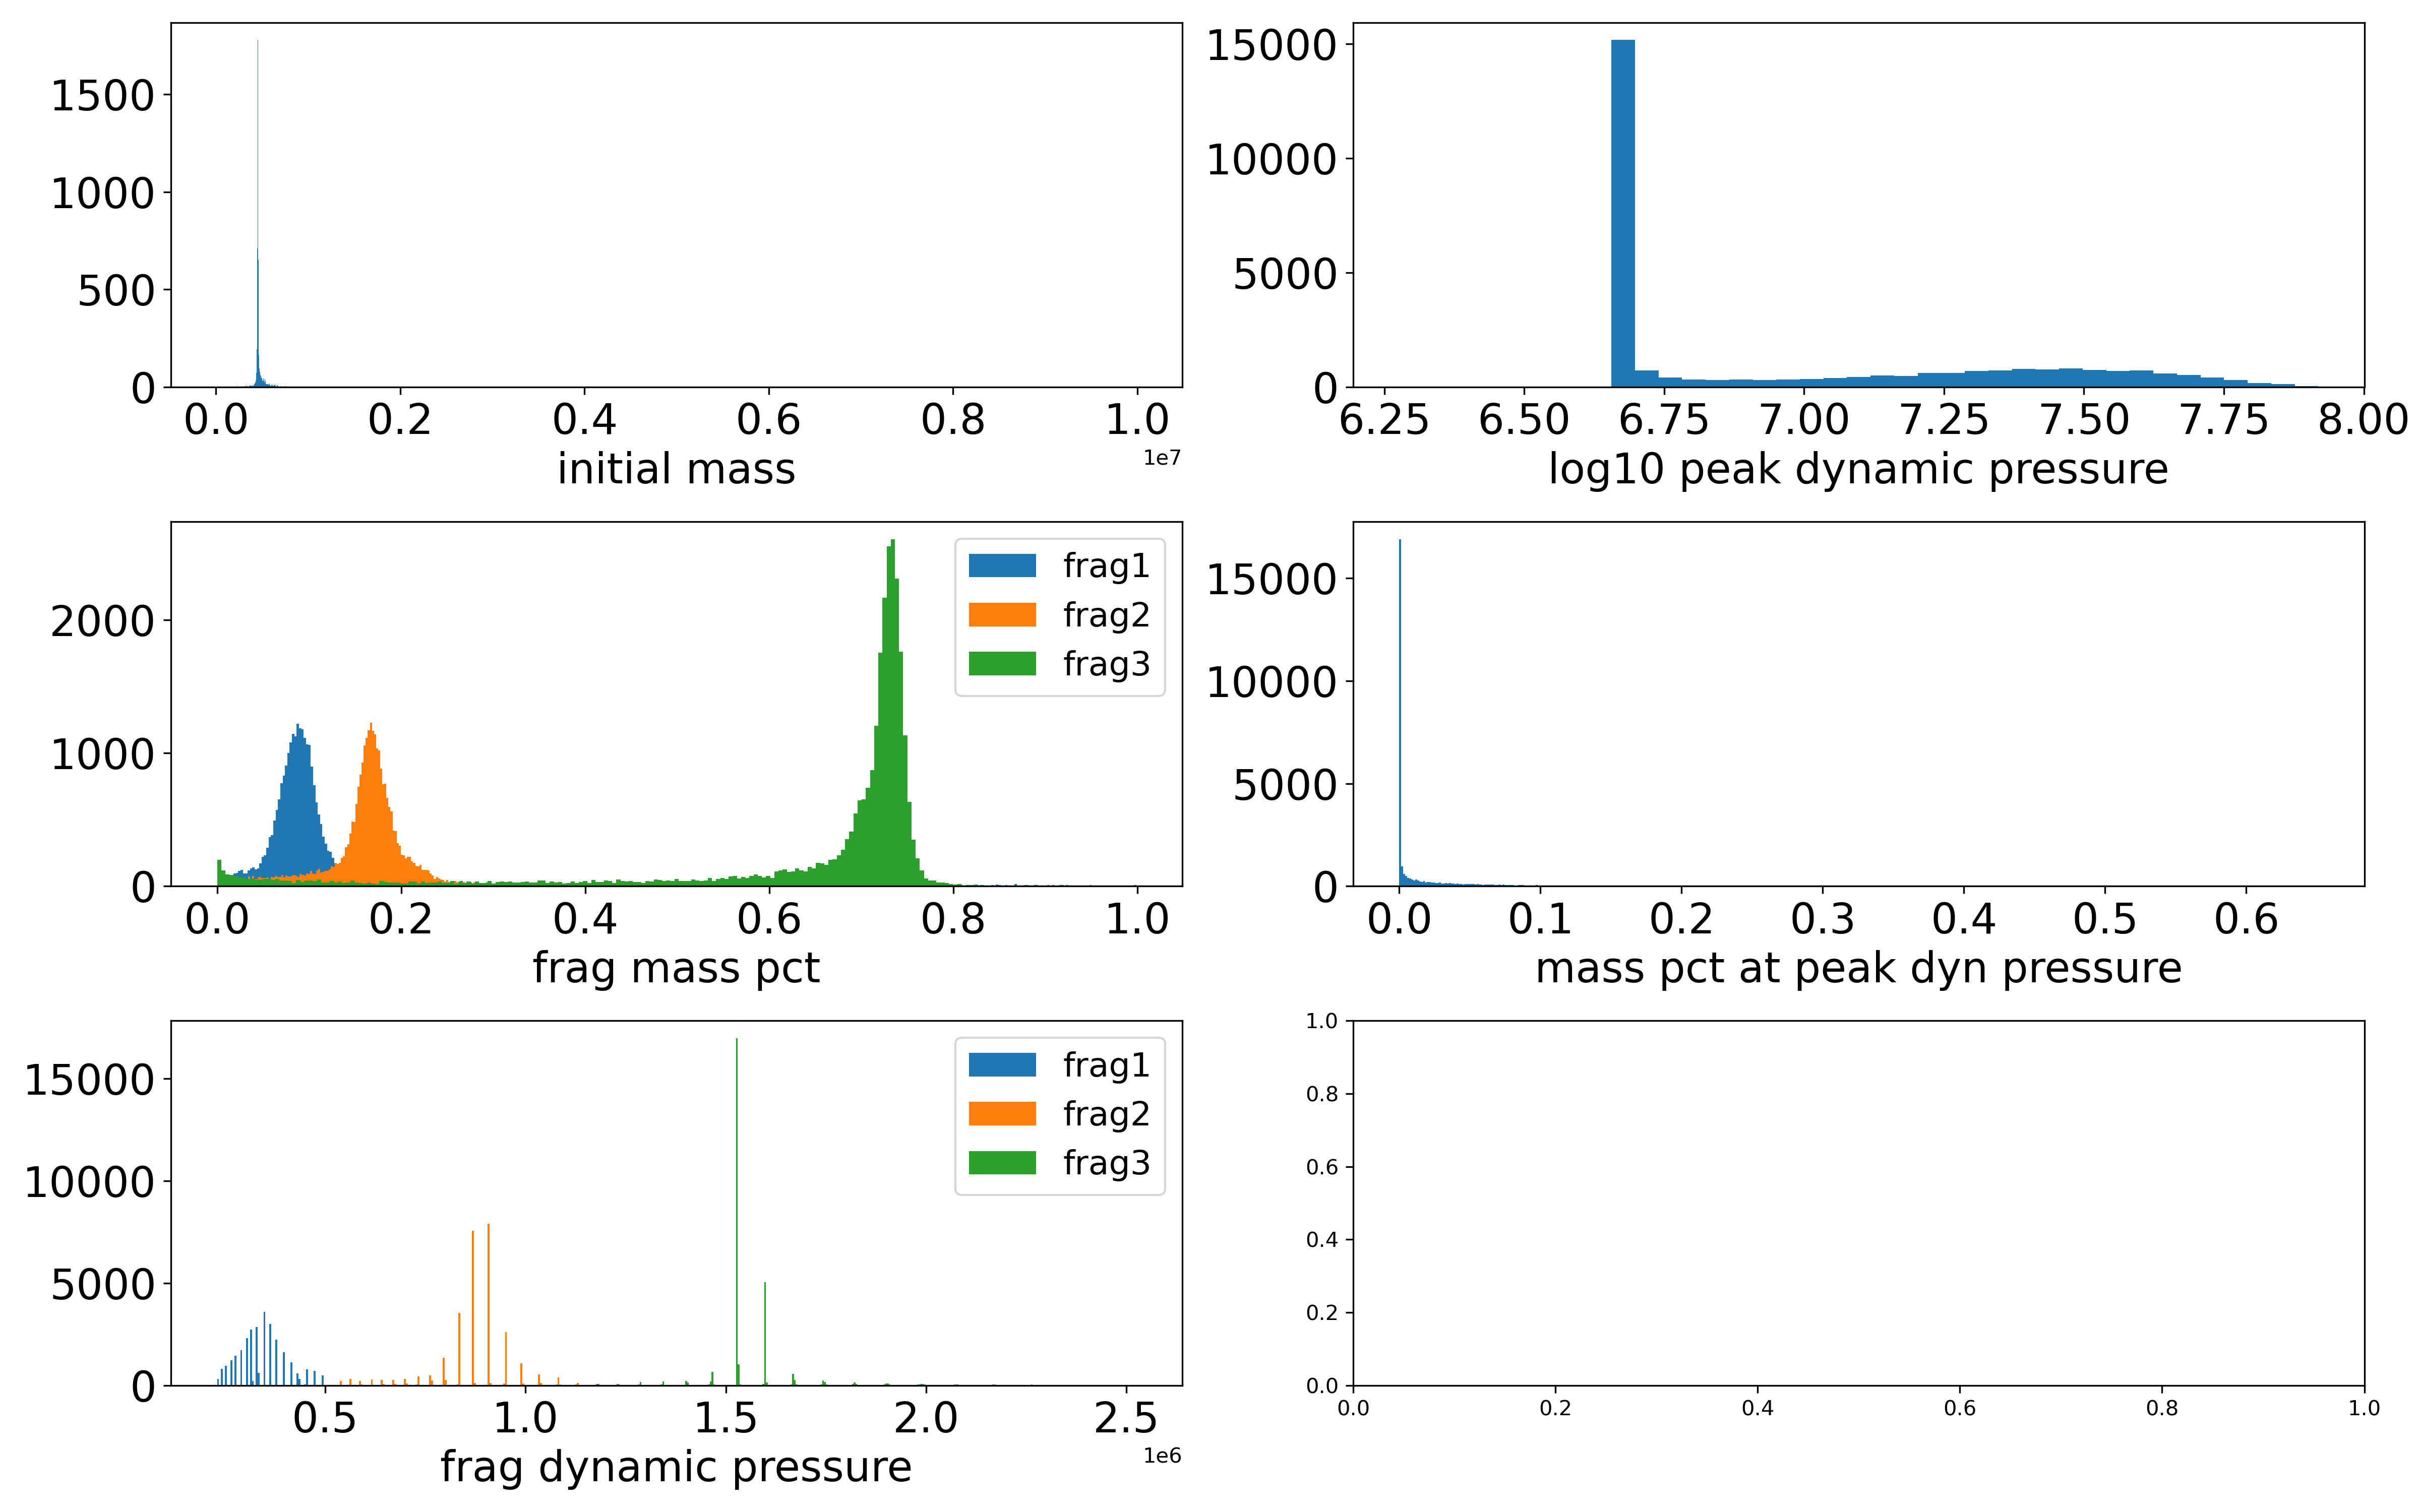 1500
1000
500
0
0.0 0.2 0.4 0.6 0.8 1.0
1e7
initial mass
15000
10000
5000
0
6.25 6.50 6.75 7.00 7.25 7.50 7.75 8.00
log10 peak dynamic pressure
2000
1000
0
frag1
frag2
frag3
0.0 0.2 0.4 0.6 0.8 1.0
frag mass pct
15000
10000
5000
0
0.0 0.1 0.2 0.3 0.4 0.5 0.6
mass pct at peak dyn pressure
15000
10000
5000
0
frag1
frag2
frag3
0.5 1.0 1.5 2.0 2.5
1e6
frag dynamic pressure
1.0
0.8
0.6
0.4
0.2
0.0
0.0 0.2 0.4 0.6 0.8 1.0